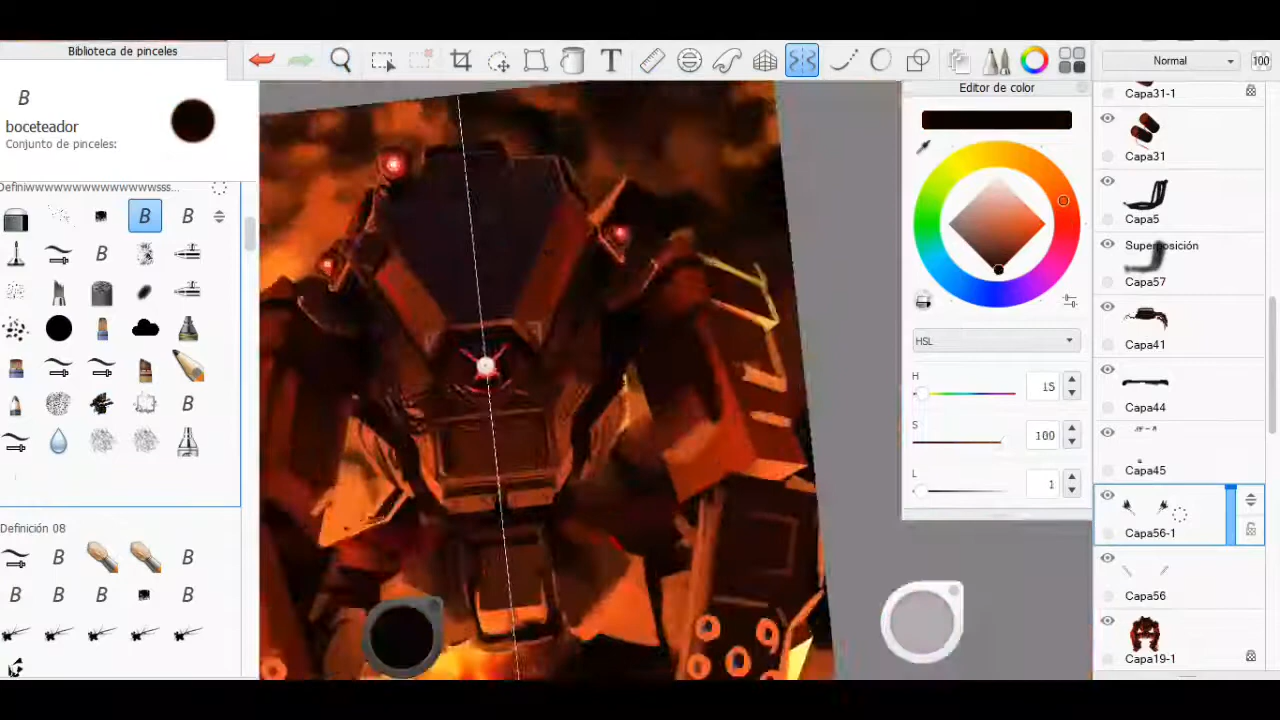 Biblioteca de pinceles
B
boceteador
Conjunto de pinceles:
Definiwwwwwwwwwwwwwwwsss...
B
B
B
B
Definición 08
B
B
B
B
B
B
T
Editor de color
HSL
H
15
S
100
L
1
Normal
100
Capa31-1
Capa31
Capa5
Superposición
Capa57
Capa41
Capa44
Capa45
Capa56-1
Capa56
Capa19-1